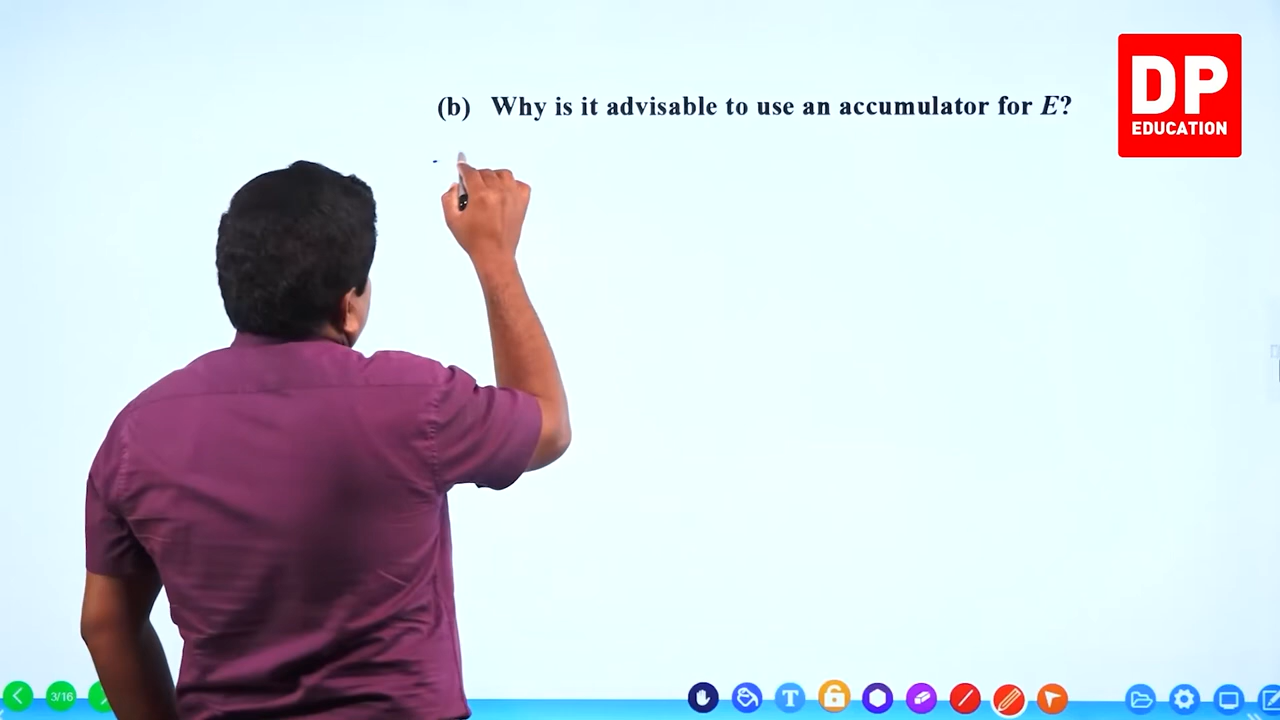 DP
EDUCATION
(b) Why is it advisable to use an accumulator for E?
3/16
T